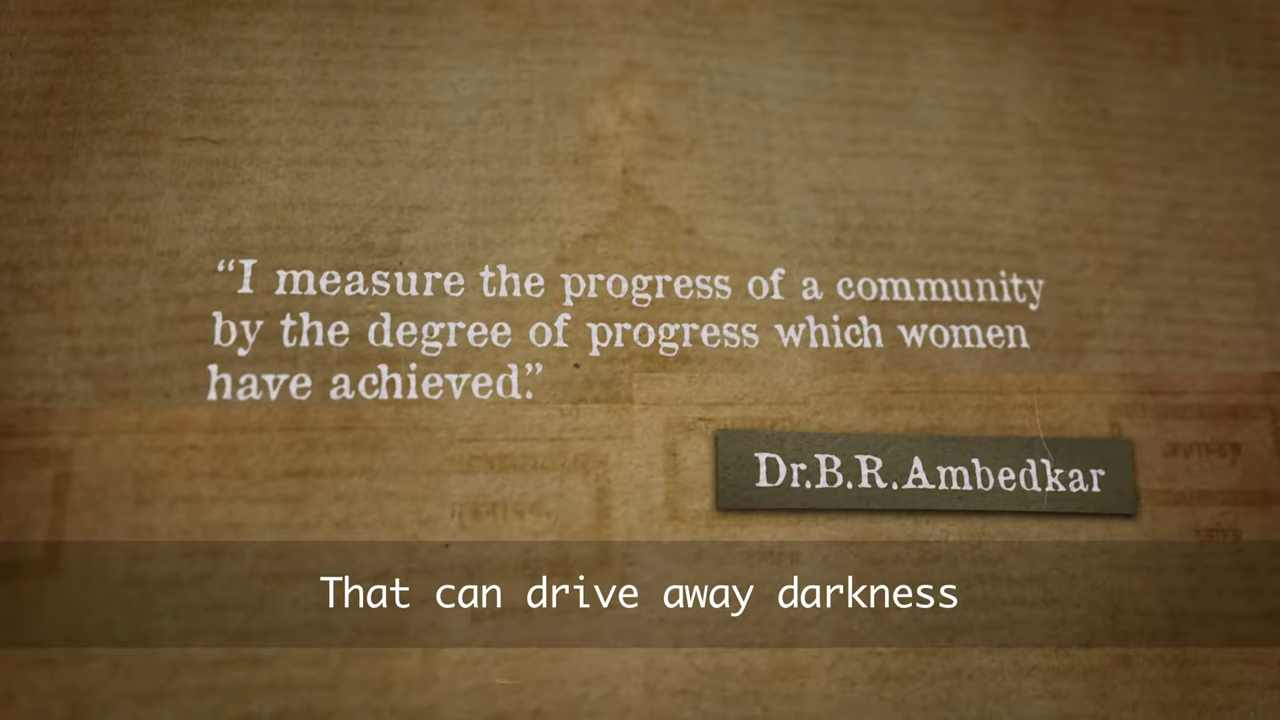 “I measure the progress of a community
by the degree of progress which women
have achieved.”
Dr.B.R.Ambedkar
That can drive away darkness